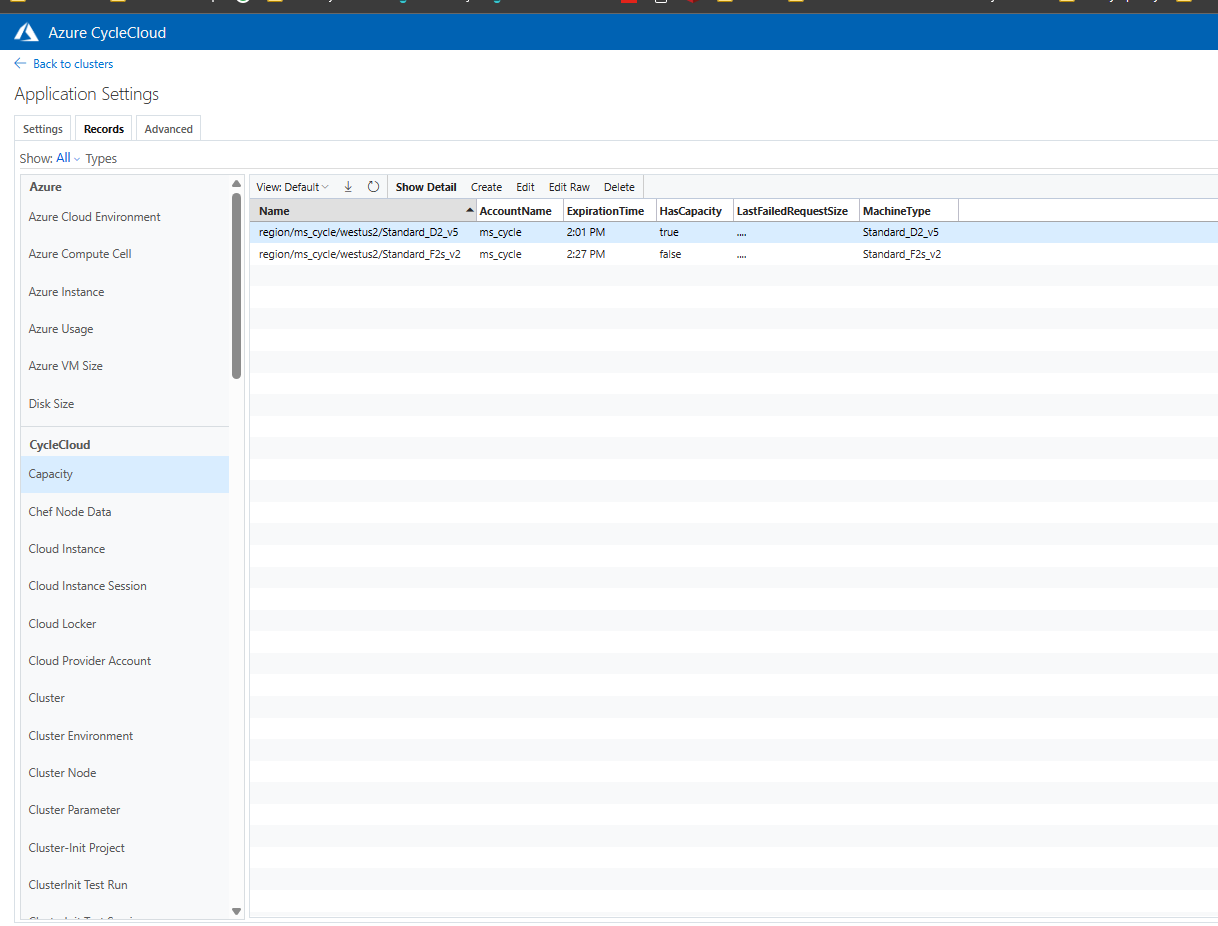 Azure CycleCloud
Back to clusters
Application Settings
Settings Records Advanced
Show: All Types
Azure
Azure Cloud Environment
Azure Compute Cell
Azure Instance
Azure Usage
Azure VM Size
Disk Size
CycleCloud
Capacity
Chef Node Data
Cloud Instance
Cloud Instance Session
Cloud Locker
Cloud Provider Account
Cluster
Cluster Environment
Cluster Node
Cluster Parameter
Cluster-Init Project
ClusterInit Test Run
View: Default Show Detail Create Edit Edit Raw Delete
Name AccountName ExpirationTime HasCapacity LastFailedRequestSize MachineType
region/ms_cycle/westus2/Standard_D2_v5 ms_cycle 2:01 PM true .... Standard_D2_v5
region/ms_cycle/westus2/Standard_F2s_v2 ms_cycle 2:27 PM false .... Standard_F2s_v2